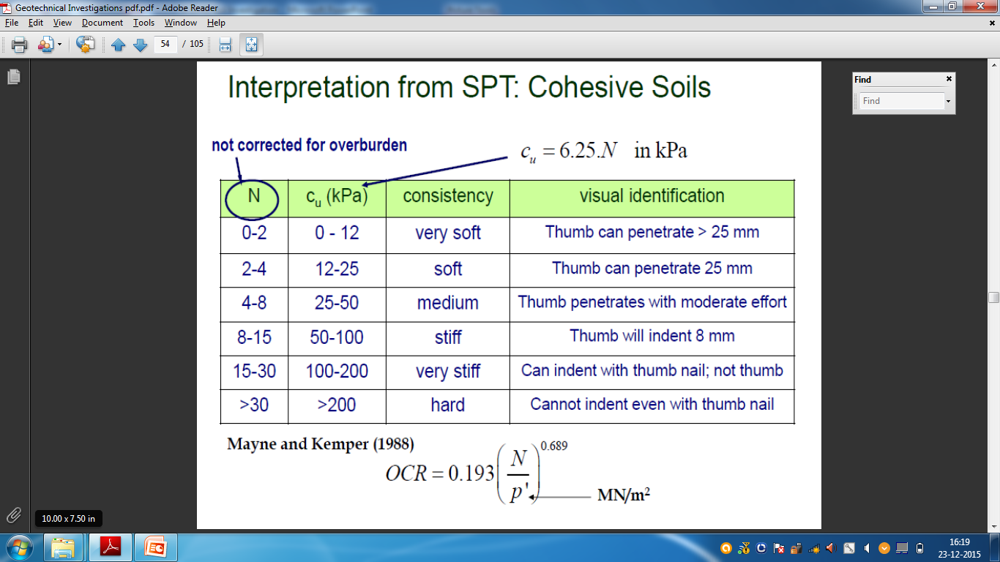 Geotechnical Investigations pdf.pdf - Adobe Reader
File Edit View Document Tools Window Help
54 / 105
Find
Find
Interpretation from SPT: Cohesive Soils
not corrected for overburden
c_u = 6.25.N in kPa
N c_u (kPa) consistency visual identification
0-2 0 - 12 very soft Thumb can penetrate > 25 mm
2-4 12-25 soft Thumb can penetrate 25 mm
4-8 25-50 medium Thumb penetrates with moderate effort
8-15 50-100 stiff Thumb will indent 8 mm
15-30 100-200 very stiff Can indent with thumb nail; not thumb
>30 >200 hard Cannot indent even with thumb nail
Mayne and Kemper (1988)
OCR = 0.193 (N / p')^0.689
MN/m²
10.00 x 7.50 in
16:19
23-12-2015